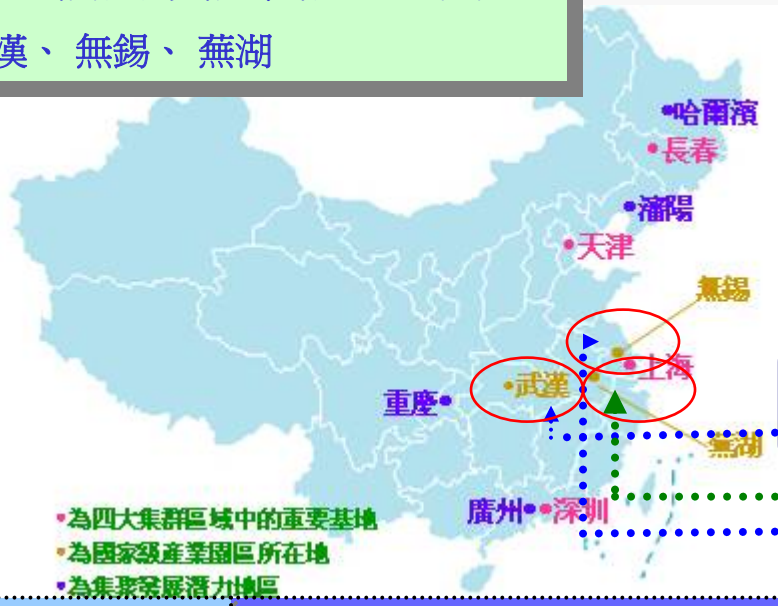 漢、 無錫、 蕪湖
哈爾濱
長春
瀋陽
天津
無錫
上海
武漢
重慶
蕪湖
廣州
深圳
為四大集群區域中的重要基地
為國家級產業園區所在地
為集聚發展潛力地區